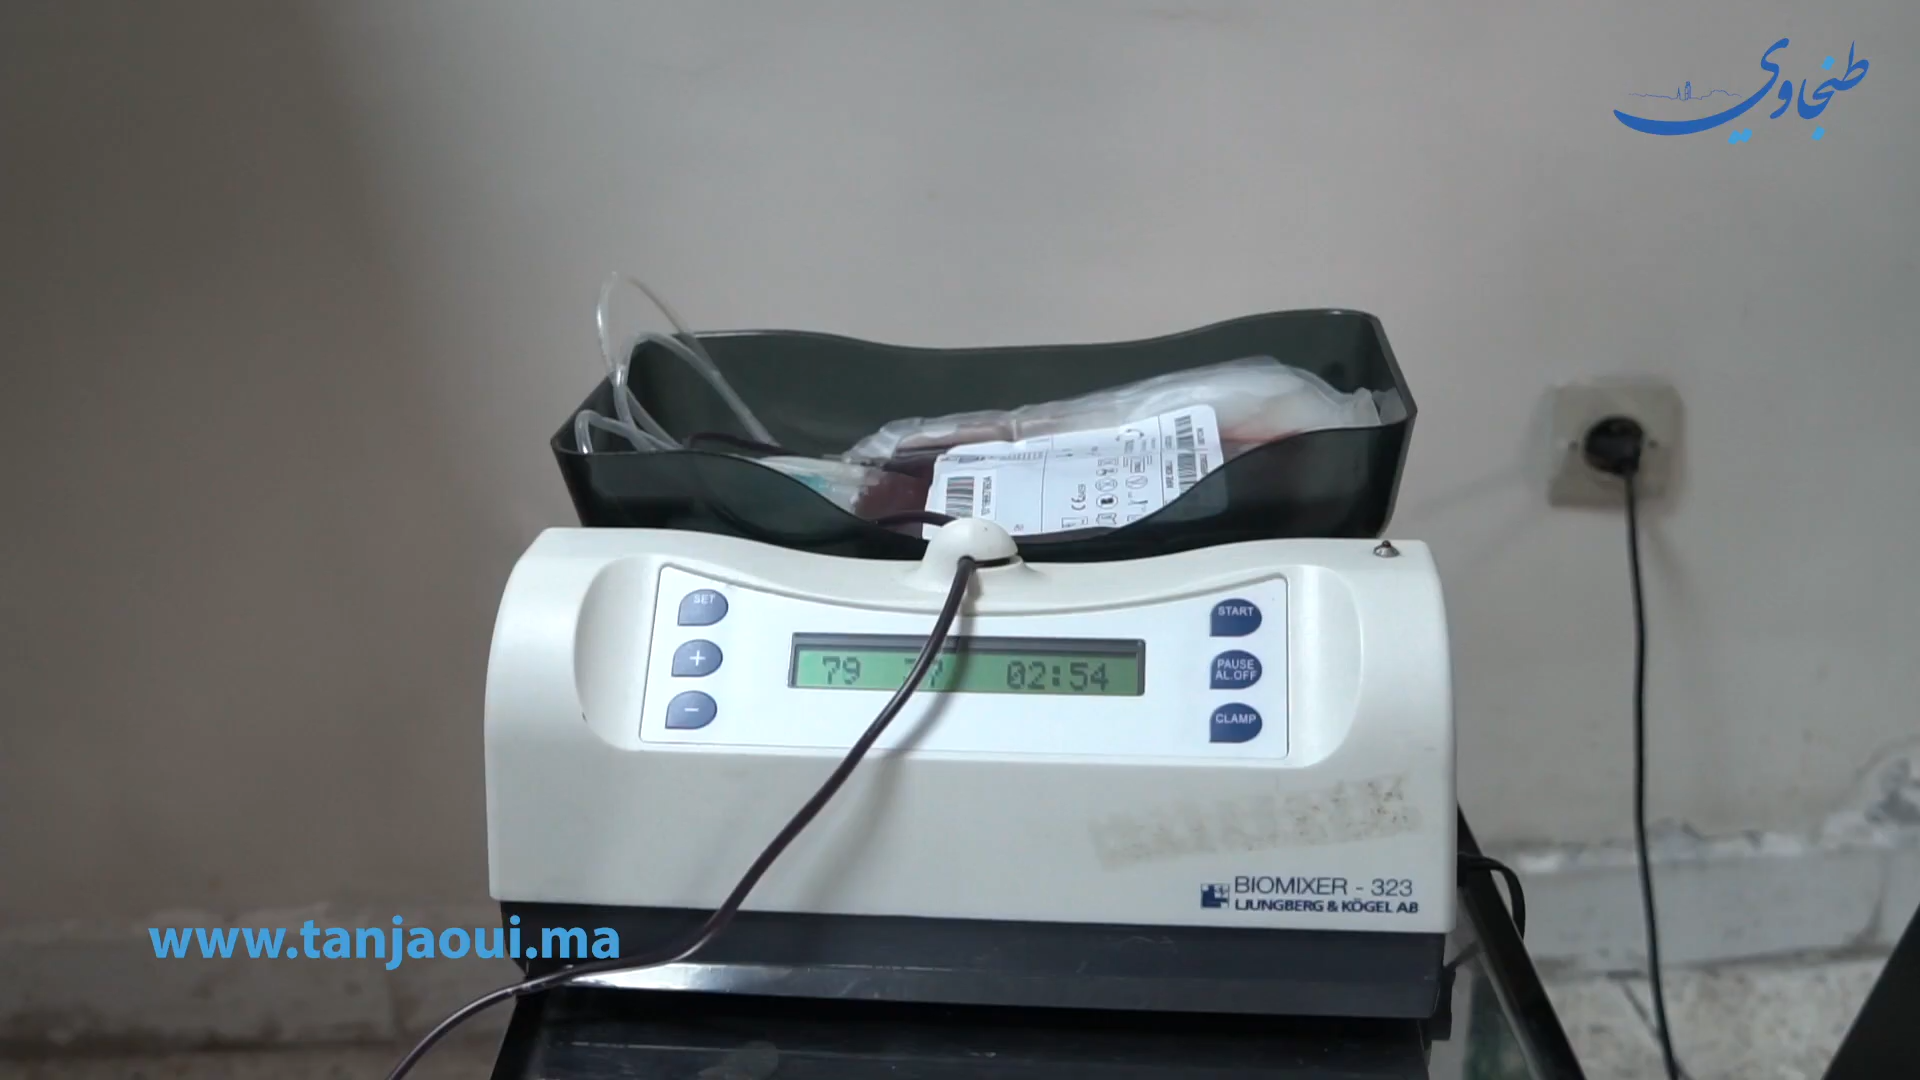 طنجاوي
SET
START
+
79
02:54
PAUSE
AL.OFF
−
CLAMP
BIOMIXER - 323
LJUNGBERG & KÖGEL AB
www.tanjaoui.ma